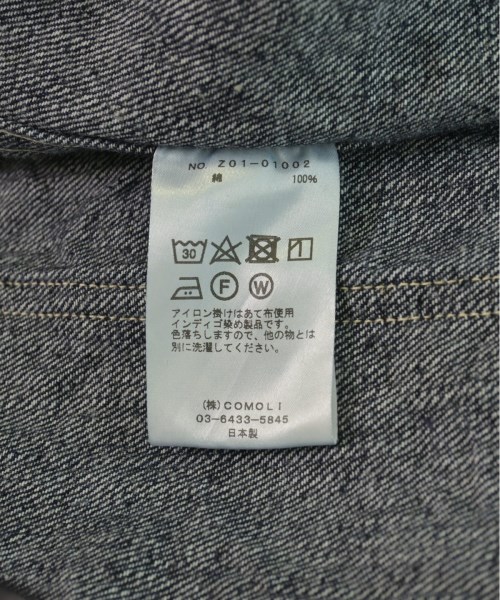 NO. Z01-01002
綿 100%
30
F W
アイロン掛けはあて布使用
インディゴ染め製品です。
色落ちしますので、他の物とは
別に洗濯してください。
(株)COMOLI
03-6433-5845
日本製